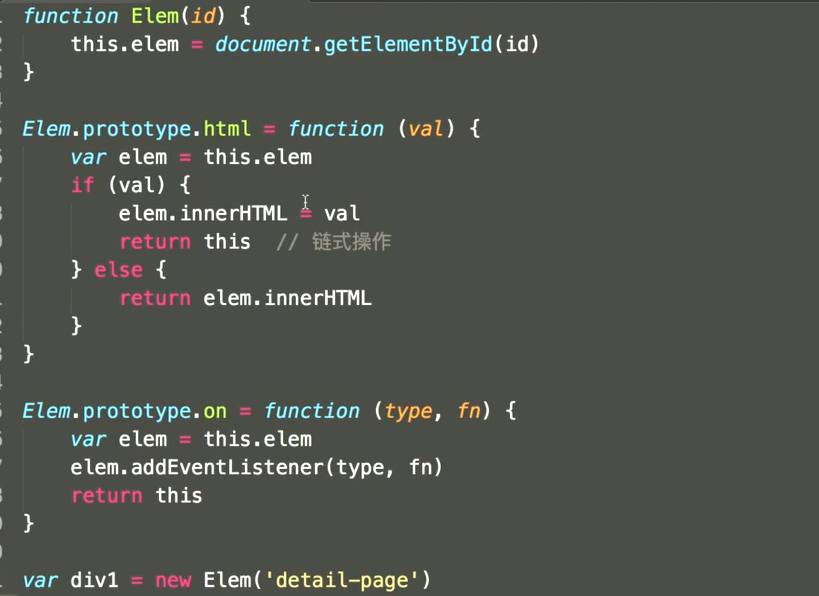 function Elem(id) {
    this.elem = document.getElementById(id)
}
Elem.prototype.html = function (val) {
    var elem = this.elem
    if (val) {
        elem.innerHTML = val
        return this  // 链式操作
    } else {
        return elem.innerHTML
    }
}
Elem.prototype.on = function (type, fn) {
    var elem = this.elem
    elem.addEventListener(type, fn)
    return this
}
var div1 = new Elem('detail-page')